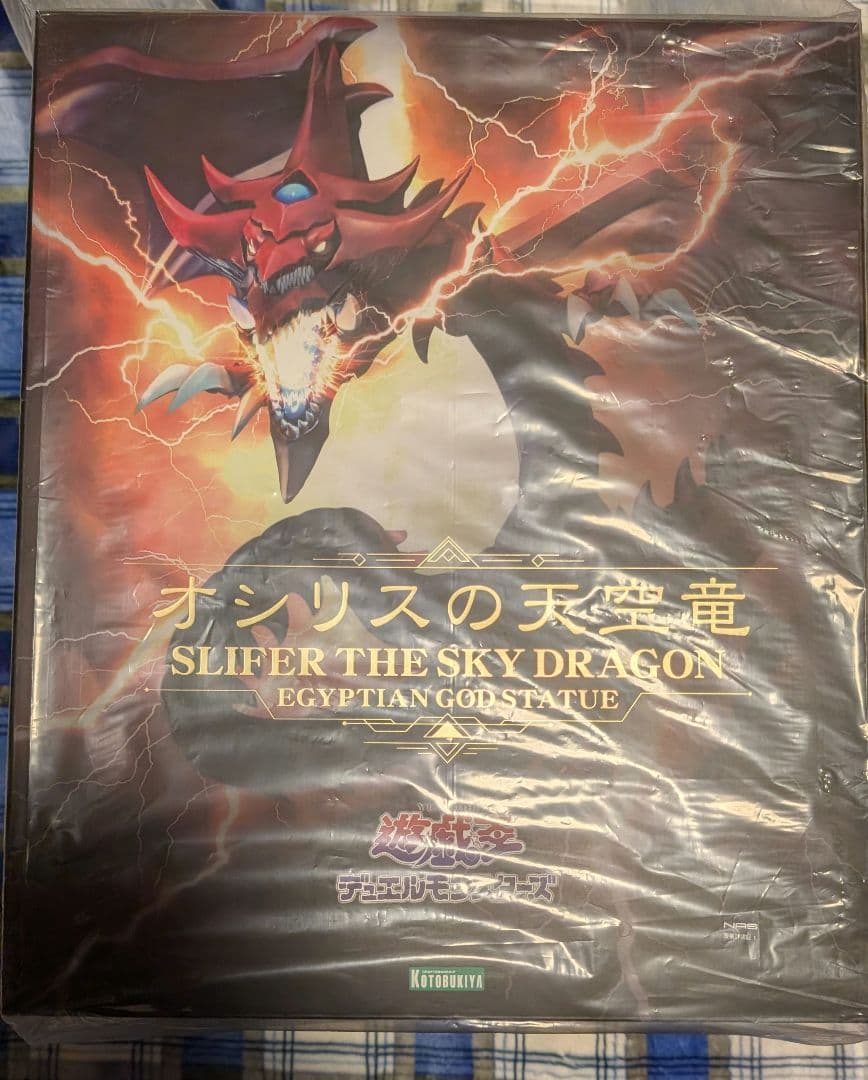 オシリスの天空竜
SLIFER THE SKY DRAGON
EGYPTIAN GOD STATUE
遊戯王
デュエルモンスターズ
NAS
KOTOBUKIYA